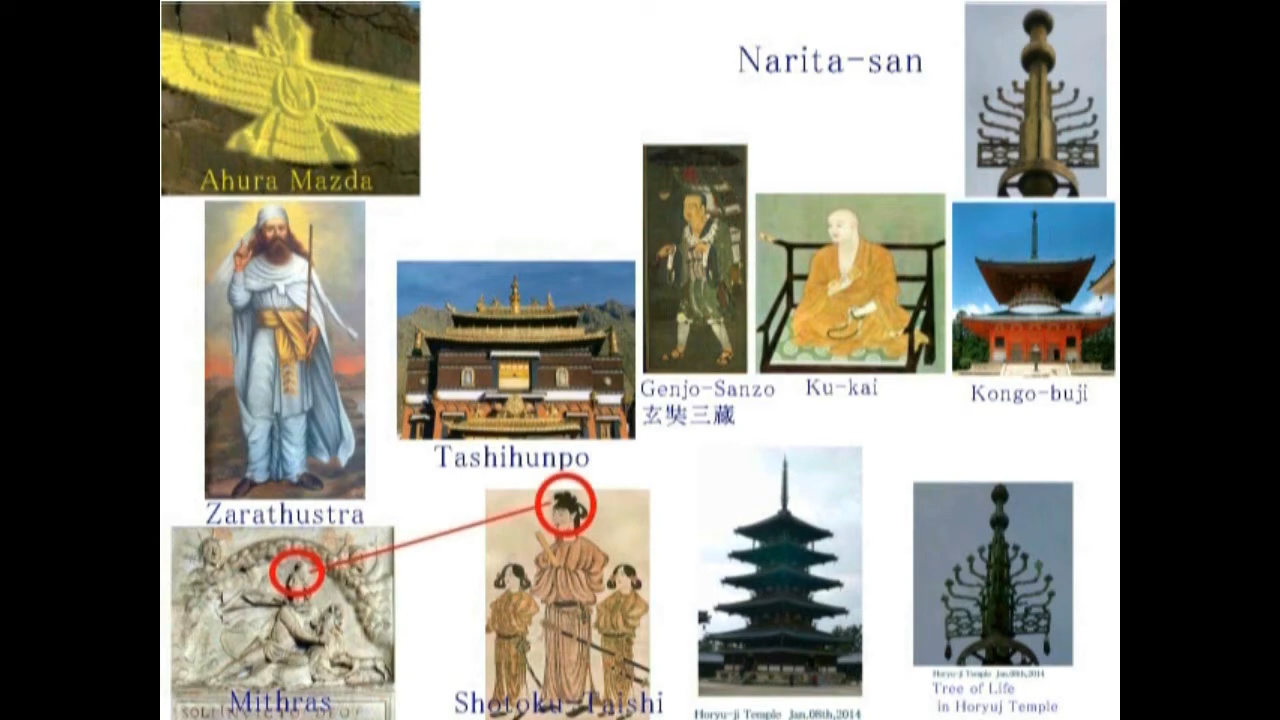 Ahura Mazda
Narita-san
Zarathustra
Tashihunpo
Genjo-Sanzo
玄奘三蔵
Ku-kai
Kongo-buji
Mithras
Shotoku-Taishi
Horyu-ji Temple Jan,08th,2014
Horyu-ji Temple Jan,08th,2014
Tree of Life
in Horyuj Temple